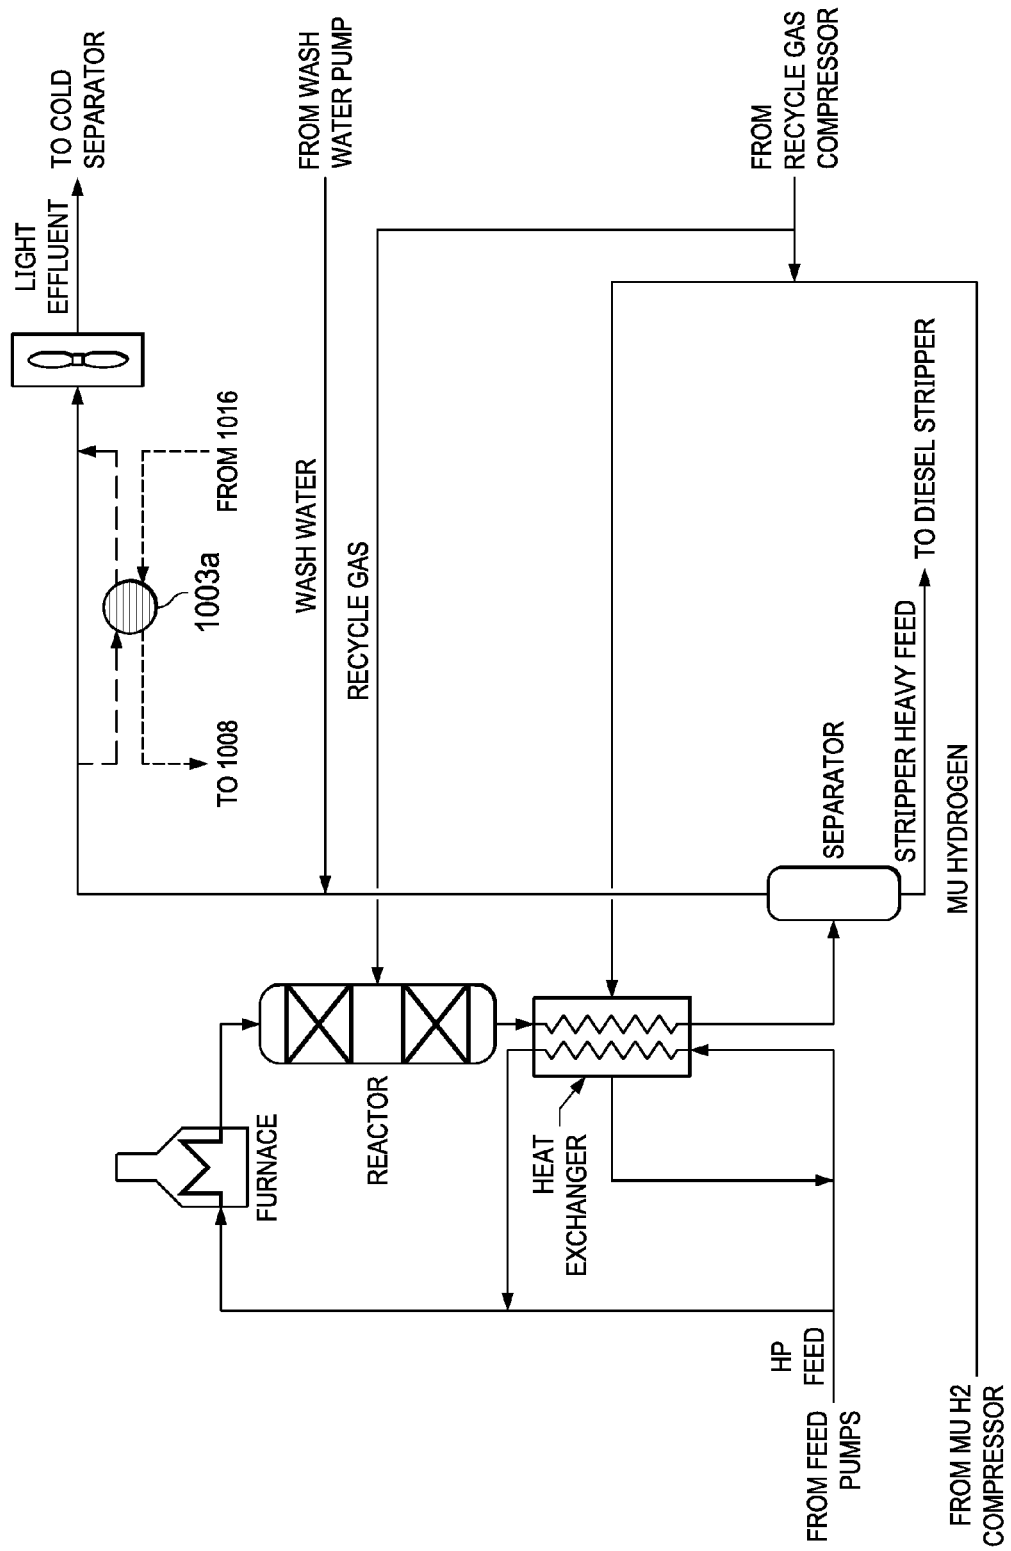 LIGHT
EFFLUENT
TO COLD
SEPARATOR
FROM 1016
1003a
TO 1008
FROM WASH
WATER PUMP
WASH WATER
RECYCLE GAS
FROM
RECYCLE GAS
COMPRESSOR
FURNACE
REACTOR
HEAT
EXCHANGER
SEPARATOR
STRIPPER HEAVY FEED
TO DIESEL STRIPPER
MU HYDROGEN
HP
FEED
FROM FEED
PUMPS
FROM MU H2
COMPRESSOR